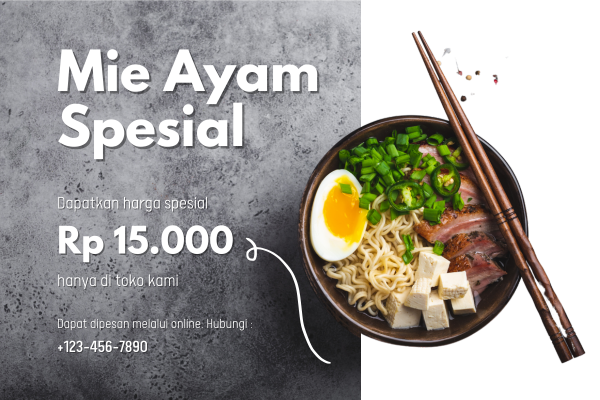 Mie Ayam
Spesial
Dapatkan harga spesial
Rp 15.000
hanya di toko kami
Dapat dipesan melalui online. Hubungi :
+123-456-7890